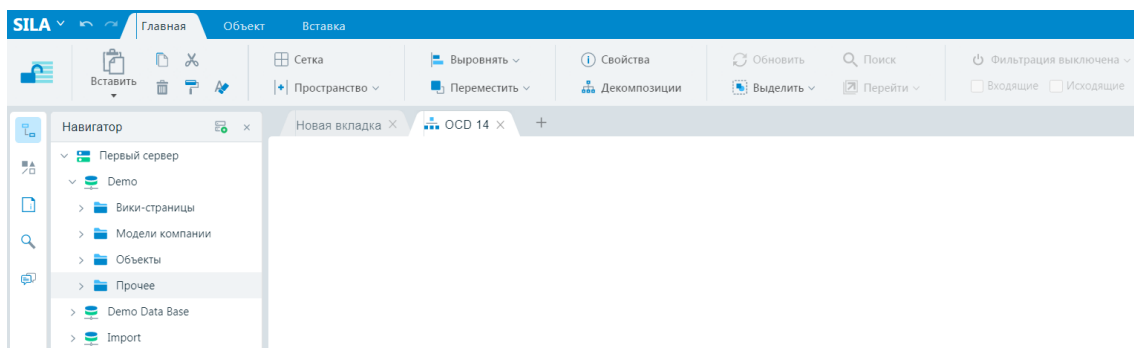 SILA Главная Объект Вставка
Вставить Сетка Выровнять Свойства Обновить Поиск Фильтрация выключена
Пространство Переместить Декомпозиции Выделить Перейти Входящие Исходящие
Навигатор Новая вкладка OCD 14
Первый сервер
Demo
Вики-страницы
Модели компании
Объекты
Прочее
Demo Data Base
Import